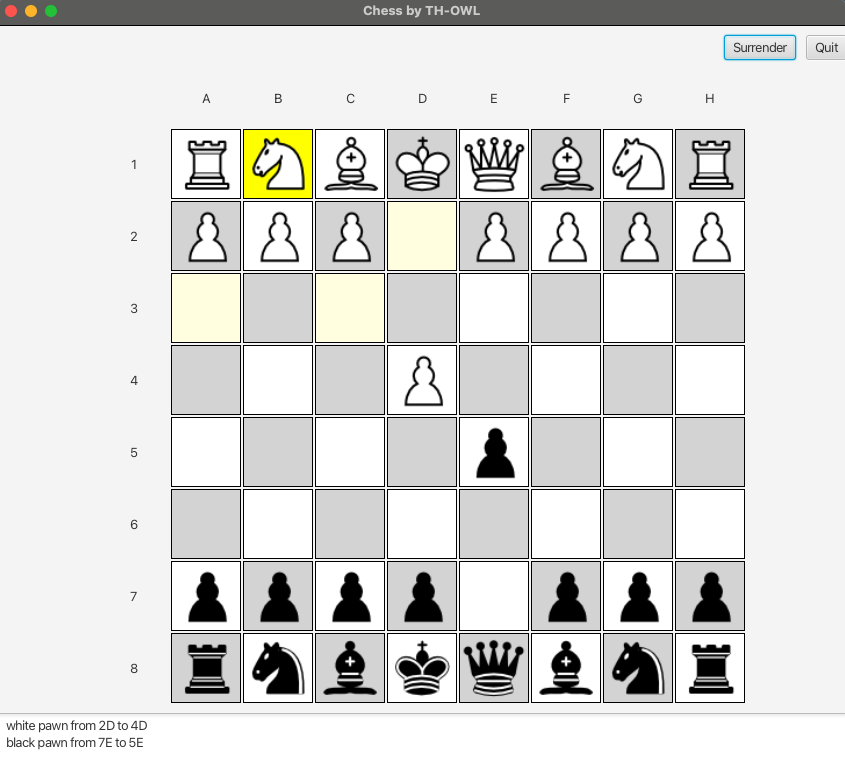 Chess by TH-OWL
Surrender Quit
A B C D E F G H
1
2
3
4
5
6
7
8
white pawn from 2D to 4D
black pawn from 7E to 5E